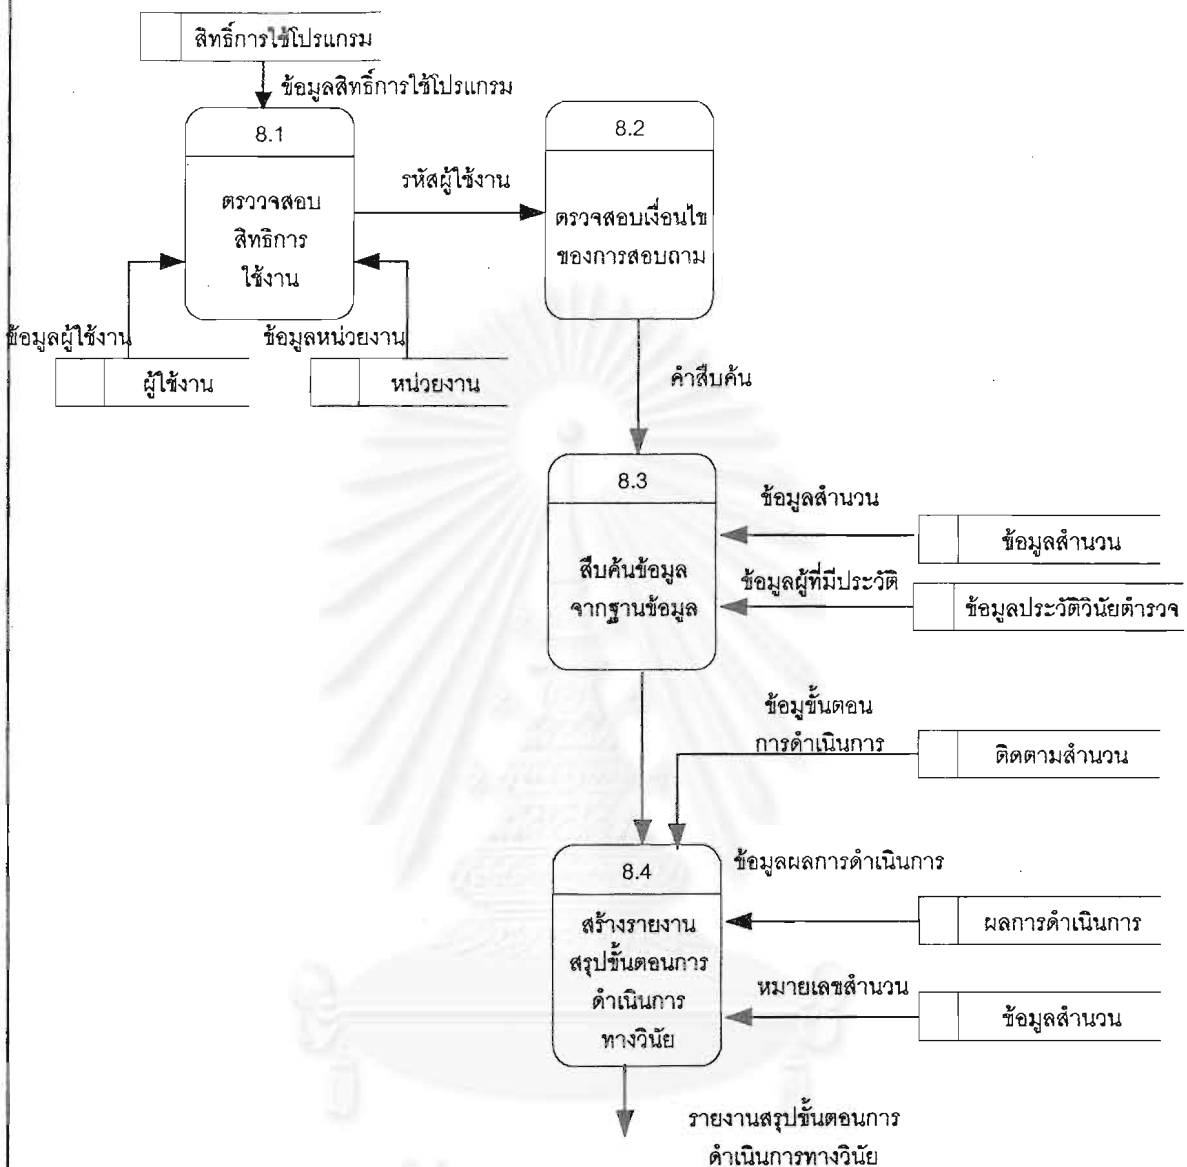 สิทธิ์การใช้โปรแกรม
ข้อมูลสิทธิ์การใช้โปรแกรม
8.1
ตรววจสอบ
สิทธิการ
ใช้งาน
รหัสผู้ใช้งาน
8.2
ตรวจสอบเงื่อนไข
ของการสอบถาม
ข้อมูลผู้ใช้งาน
ข้อมูลหน่วยงาน
ผู้ใช้งาน
หน่วยงาน
คำสืบค้น
8.3
สืบค้นข้อมูล
จากฐานข้อมูล
ข้อมูลสำนวน
ข้อมูลสำนวน
ข้อมูลผู้ที่มีประวัติ
ข้อมูลประวัติวินัยตำรวจ
ข้อมูขั้นตอน
การดำเนินการ
ติดตามสำนวน
8.4
สร้างรายงาน
สรุปขั้นตอนการ
ดำเนินการ
ทางวินัย
ข้อมูลผลการดำเนินการ
ผลการดำเนินการ
หมายเลขสำนวน
ข้อมูลสำนวน
รายงานสรุปขั้นตอนการ
ดำเนินการทางวินัย